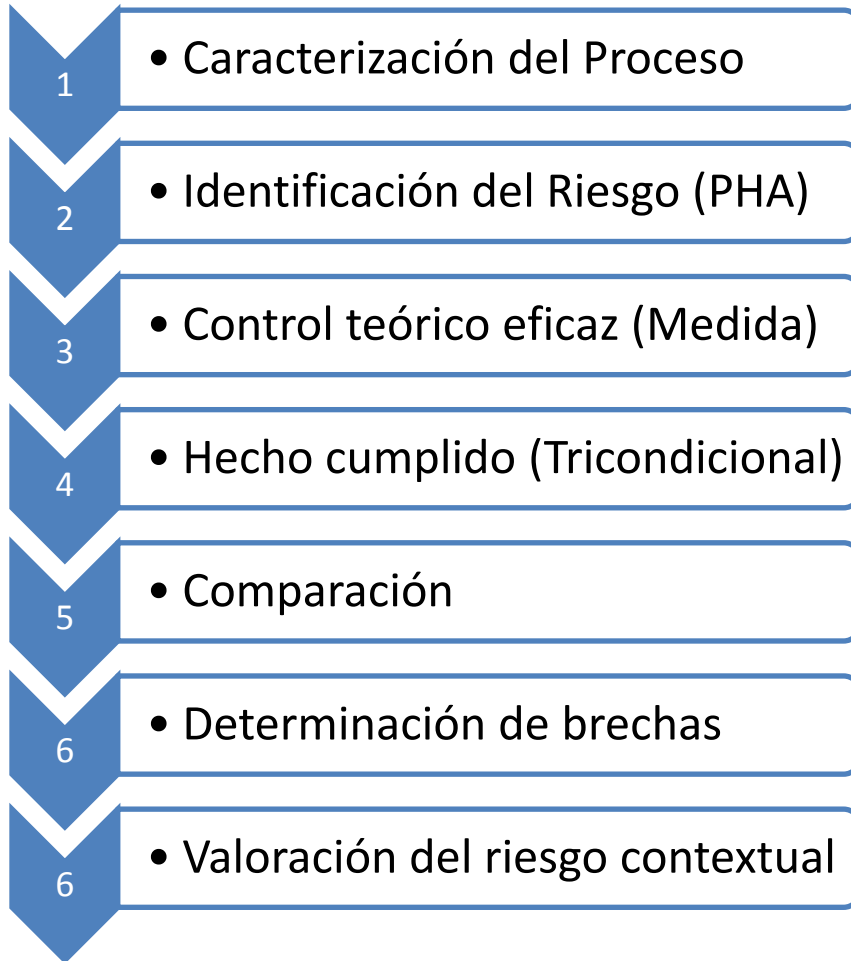 1
• Caracterización del Proceso
2
• Identificación del Riesgo (PHA)
3
• Control teórico eficaz (Medida)
4
• Hecho cumplido (Tricondicional)
5
• Comparación
6
• Determinación de brechas
6
• Valoración del riesgo contextual